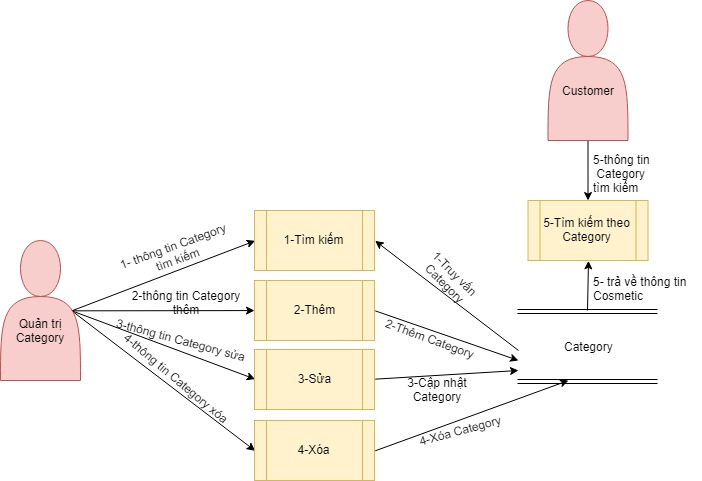 Customer
5-thông tin
Category
tìm kiếm
5-Tìm kiếm theo
Category
5- trả về thông tin
Cosmetic
Category
Quản trị
Category
1- thông tin Category
tìm kiếm
1-Tìm kiếm
1-Truy vấn
Category
2-thông tin Category
thêm
2-Thêm
2-Thêm Category
3-thông tin Category sửa
3-Sửa
3-Cập nhật
Category
4-thông tin Category xóa
4-Xóa
4-Xóa Category